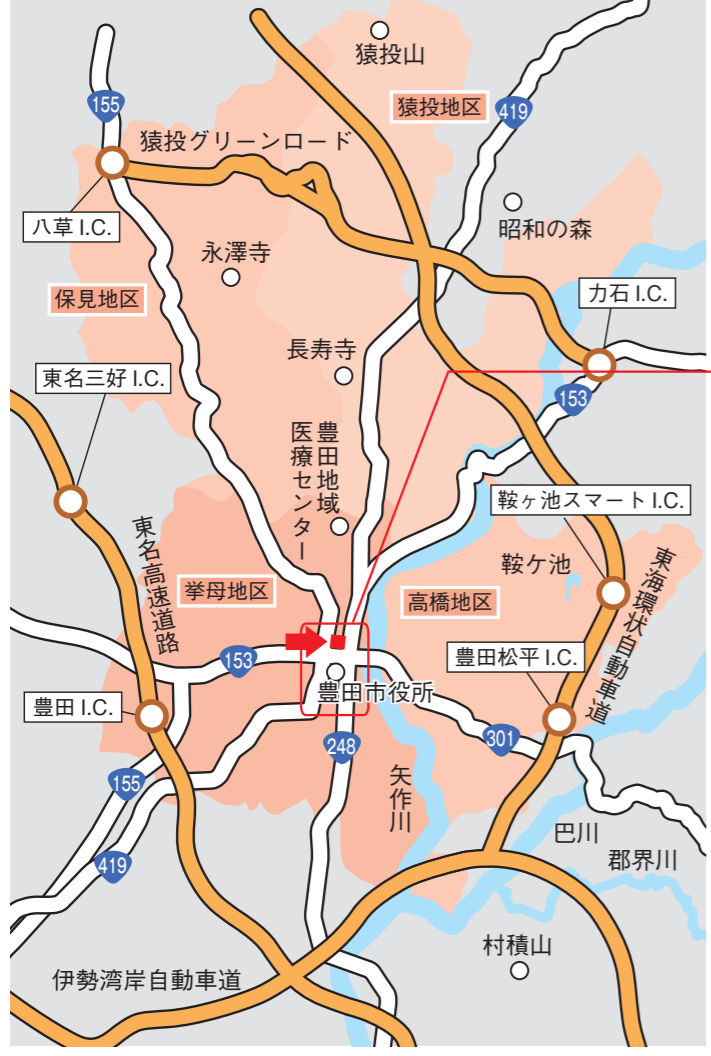 猿投山
猿投地区
155
419
猿投グリーンロード
八草 I.C.
昭和の森
永澤寺
保見地区
力石 I.C.
長寿寺
東名三好 I.C.
153
豊田地域
医療センター
鞍ヶ池スマート I.C.
東名高速道路
鞍ケ池
東海環状自動車道
挙母地区
高橋地区
153
豊田松平 I.C.
豊田市役所
豊田 I.C.
248
301
155
矢作川
419
巴川
郡界川
村積山
伊勢湾岸自動車道